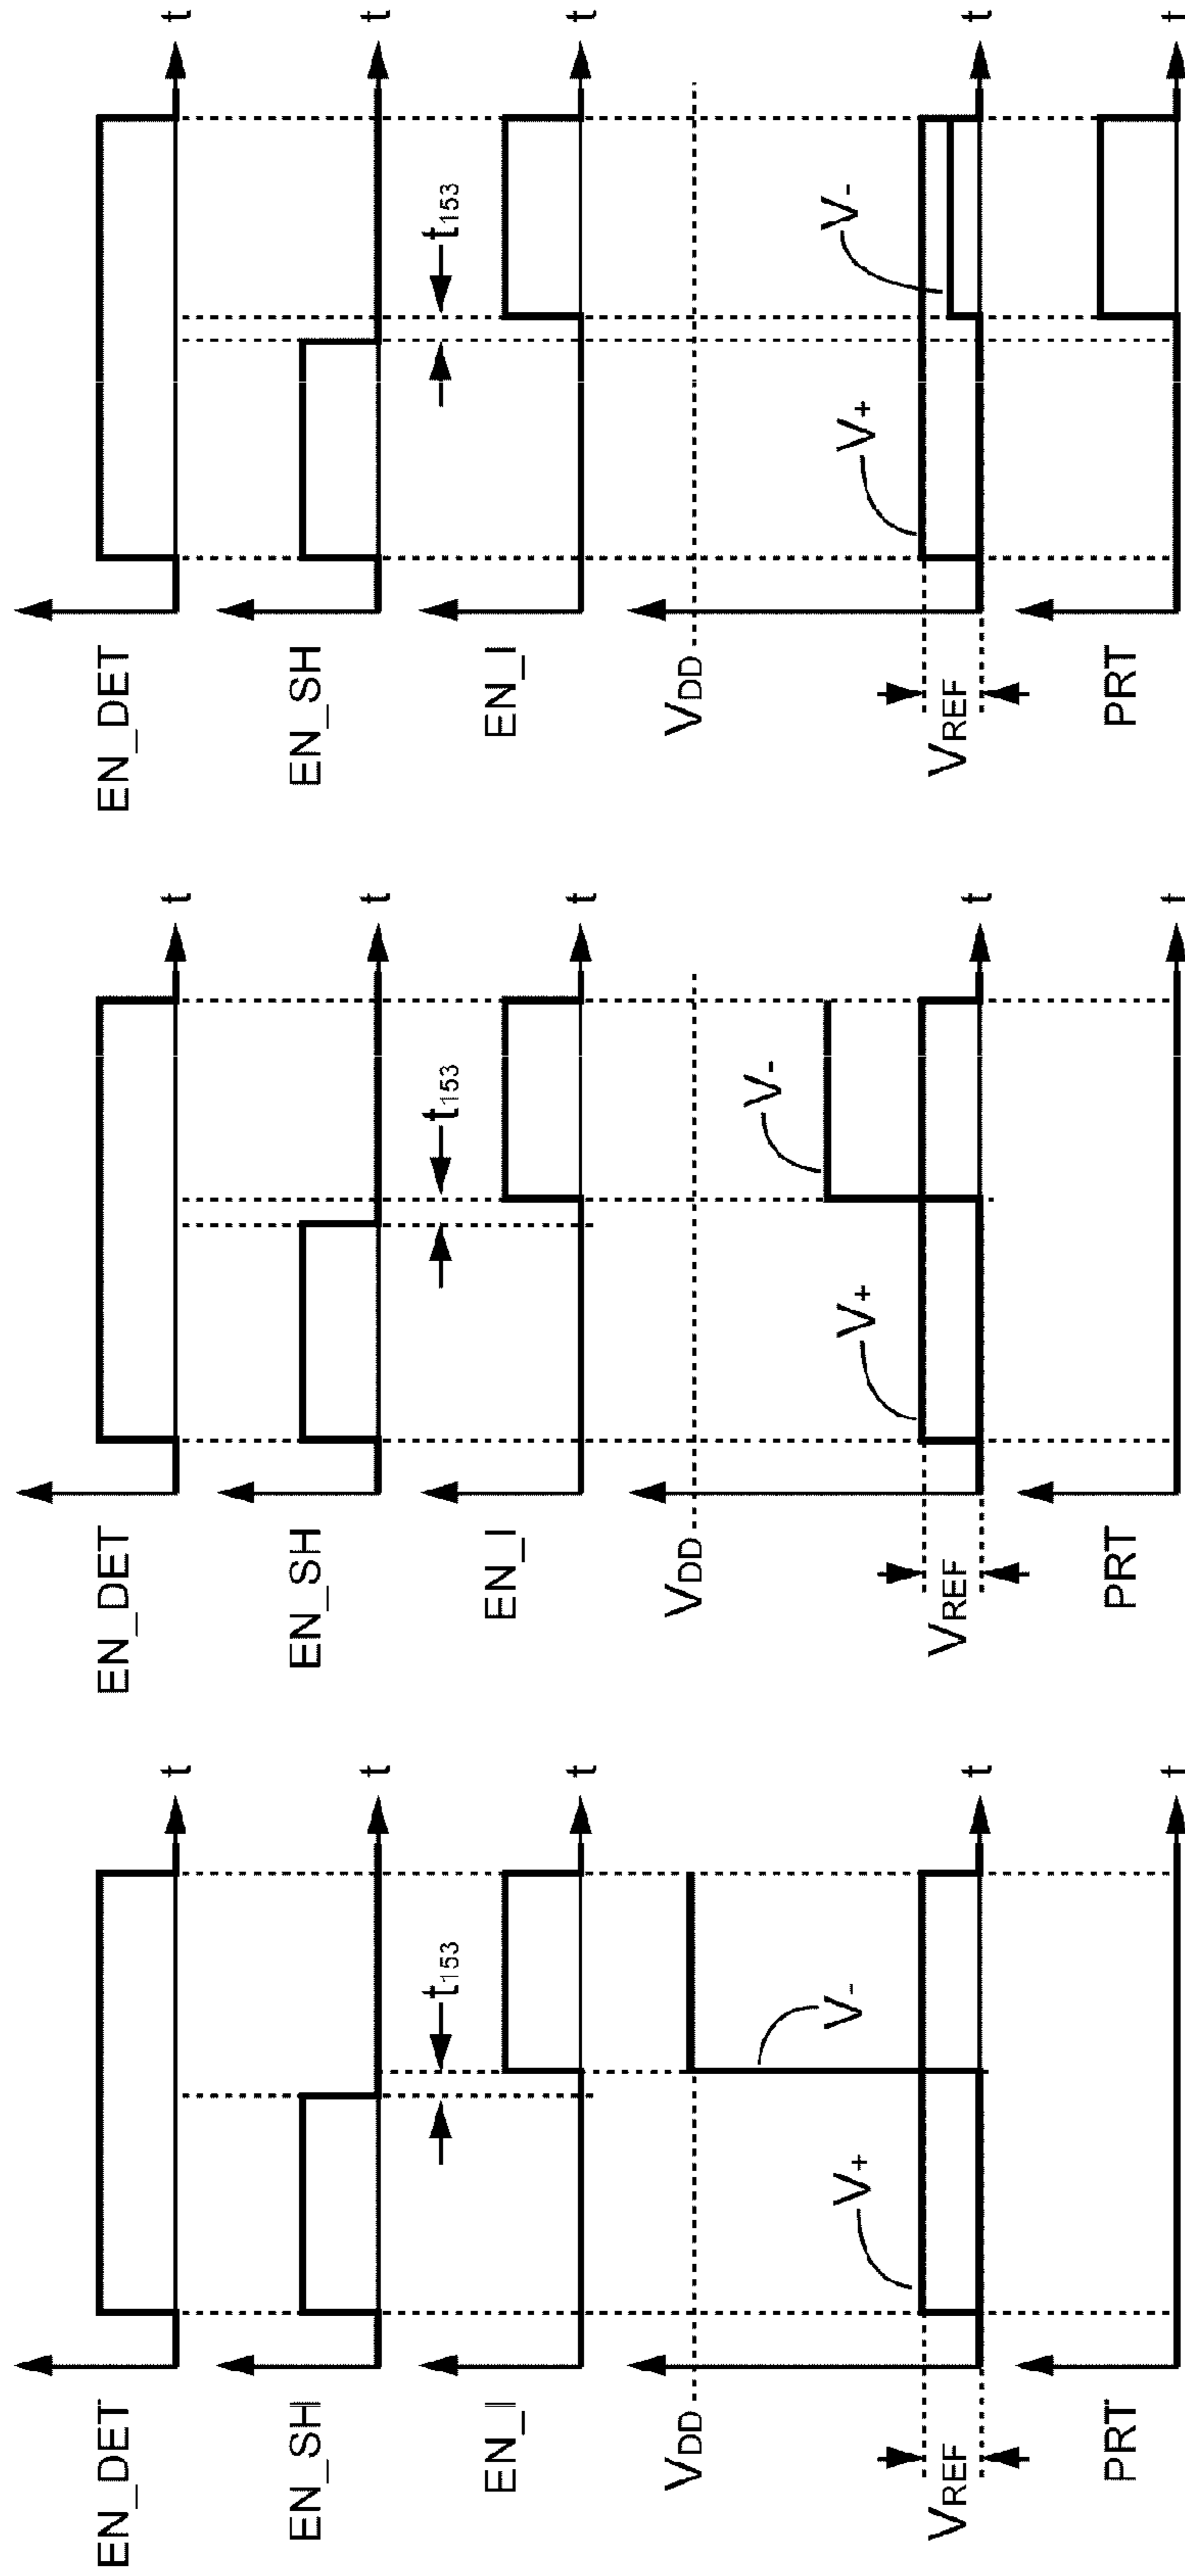 EN_DET
t
EN_SH
t
t153
EN_I
t
VDD
V-
V+
VREF
t
PRT
t
EN_DET
t
EN_SH
t
t153
EN_I
t
VDD
V-
V+
VREF
t
PRT
t
EN_DET
t
EN_SH
t
t153
EN_I
t
VDD
V-
V+
VREF
t
PRT
t